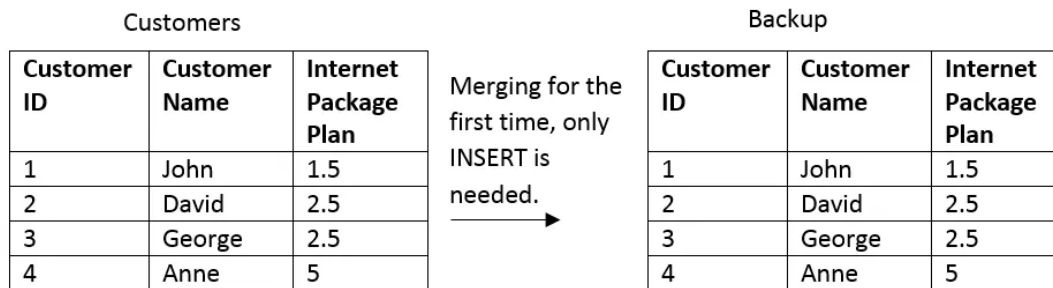 Customers
Customer ID Customer Name Internet Package Plan
1 John 1.5
2 David 2.5
3 George 2.5
4 Anne 5
Merging for the
first time, only
INSERT is
needed.
Backup
Customer ID Customer Name Internet Package Plan
1 John 1.5
2 David 2.5
3 George 2.5
4 Anne 5